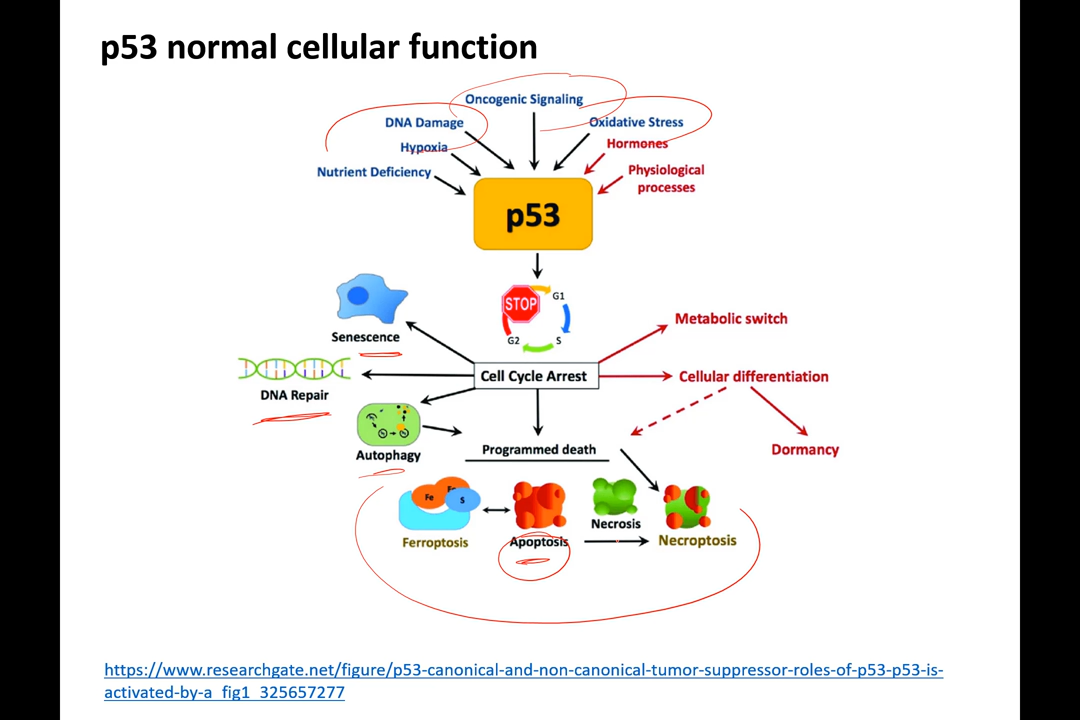 p53 normal cellular function
Oncogenic Signaling
DNA Damage
Oxidative Stress
Hypoxia
Hormones
Nutrient Deficiency
Physiological
processes
p53
STOP
G1
G2
S
Senescence
Metabolic switch
Cell Cycle Arrest
Cellular differentiation
DNA Repair
Autophagy
Programmed death
Dormancy
Fe
S
Necrosis
Ferroptosis
Apoptosis
Necroptosis
https://www.researchgate.net/figure/p53-canonical-and-non-canonical-tumor-suppressor-roles-of-p53-p53-is-
activated-by-a_fig1_325657277